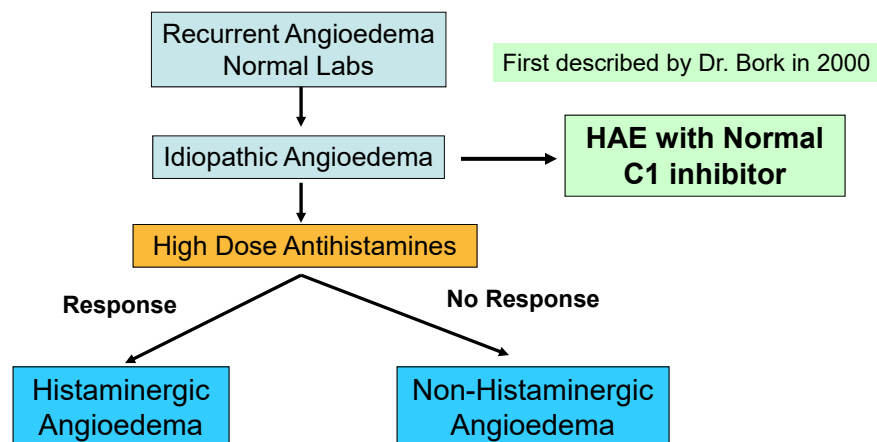 Recurrent Angioedema
Normal Labs
First described by Dr. Bork in 2000
Idiopathic Angioedema
HAE with Normal
C1 inhibitor
High Dose Antihistamines
Response
No Response
Histaminergic
Angioedema
Non-Histaminergic
Angioedema